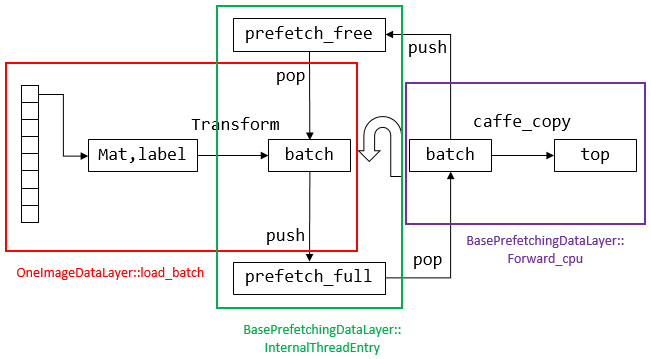 prefetch_free
push
pop
caffe_copy
Transform
Mat,label
batch
batch
top
push
BasePrefetchingDataLayer::
Forward_cpu
pop
OneImageDataLayer::load_batch
prefetch_full
BasePrefetchingDataLayer::
InternalThreadEntry